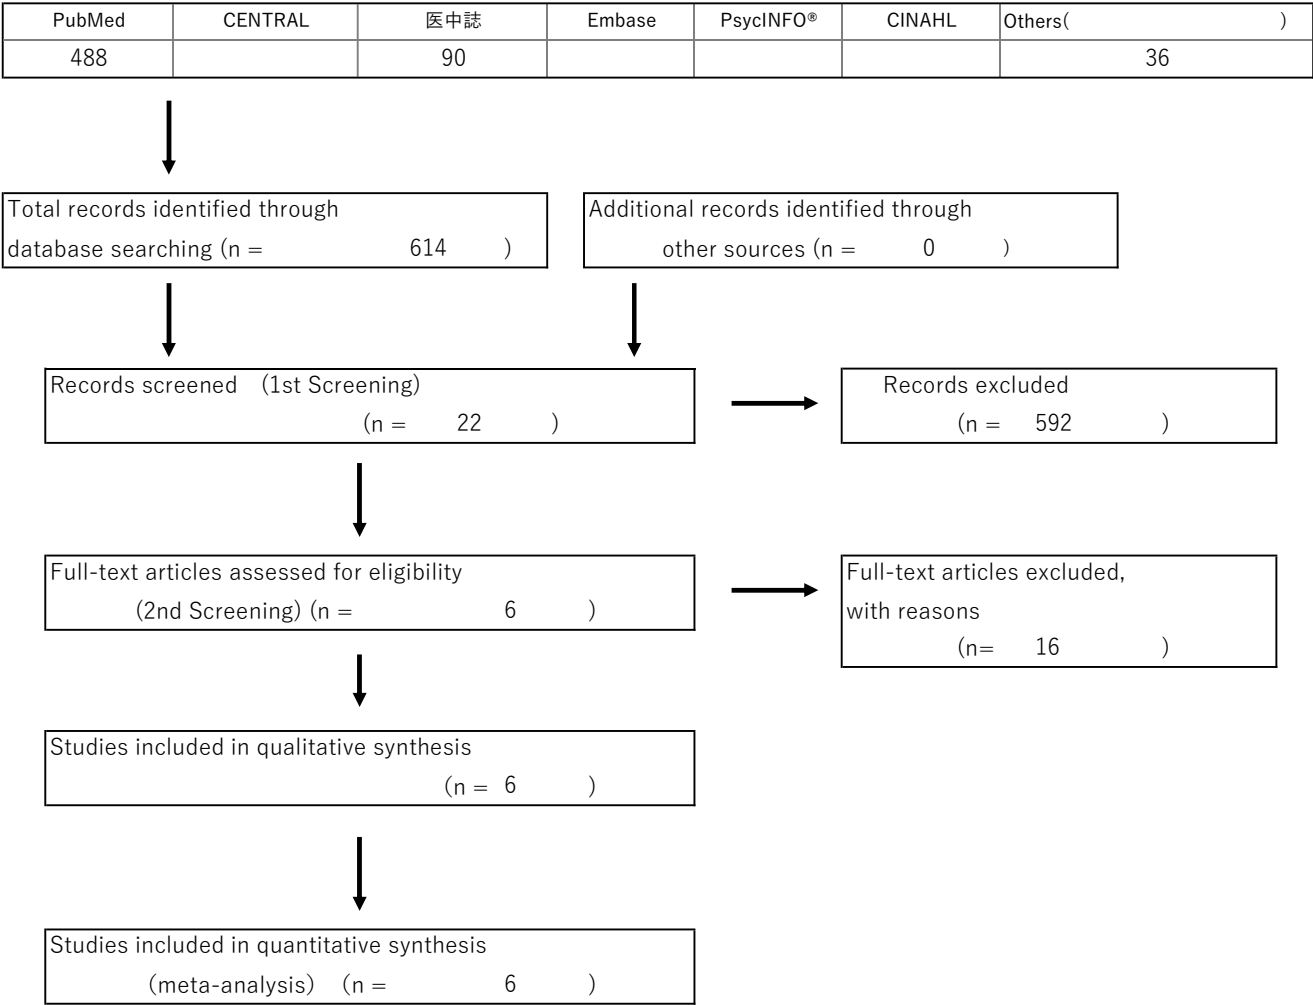 PubMed CENTRAL 医中誌 Embase PsycINFO® CINAHL Others( )
488 90 36
Total records identified through
database searching (n = 614 )
Additional records identified through
other sources (n = 0 )
Records screened (1st Screening)
(n = 22 )
Records excluded
(n = 592 )
Full-text articles assessed for eligibility
(2nd Screening) (n = 6 )
Full-text articles excluded,
with reasons
(n= 16 )
Studies included in qualitative synthesis
(n = 6 )
Studies included in quantitative synthesis
(meta-analysis) (n = 6 )